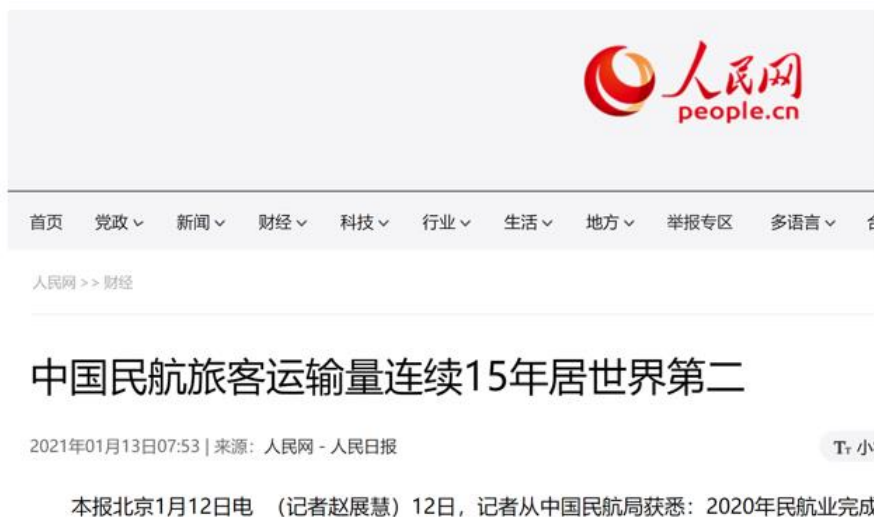 人民网
people.cn
首页 党政 新闻 财经 科技 行业 生活 地方 举报专区 多语言
人民网 >> 财经
中国民航旅客运输量连续15年居世界第二
2021年01月13日07:53 | 来源：人民网 - 人民日报
TT 小
本报北京1月12日电 （记者赵展慧）12日，记者从中国民航局获悉：2020年民航业完成